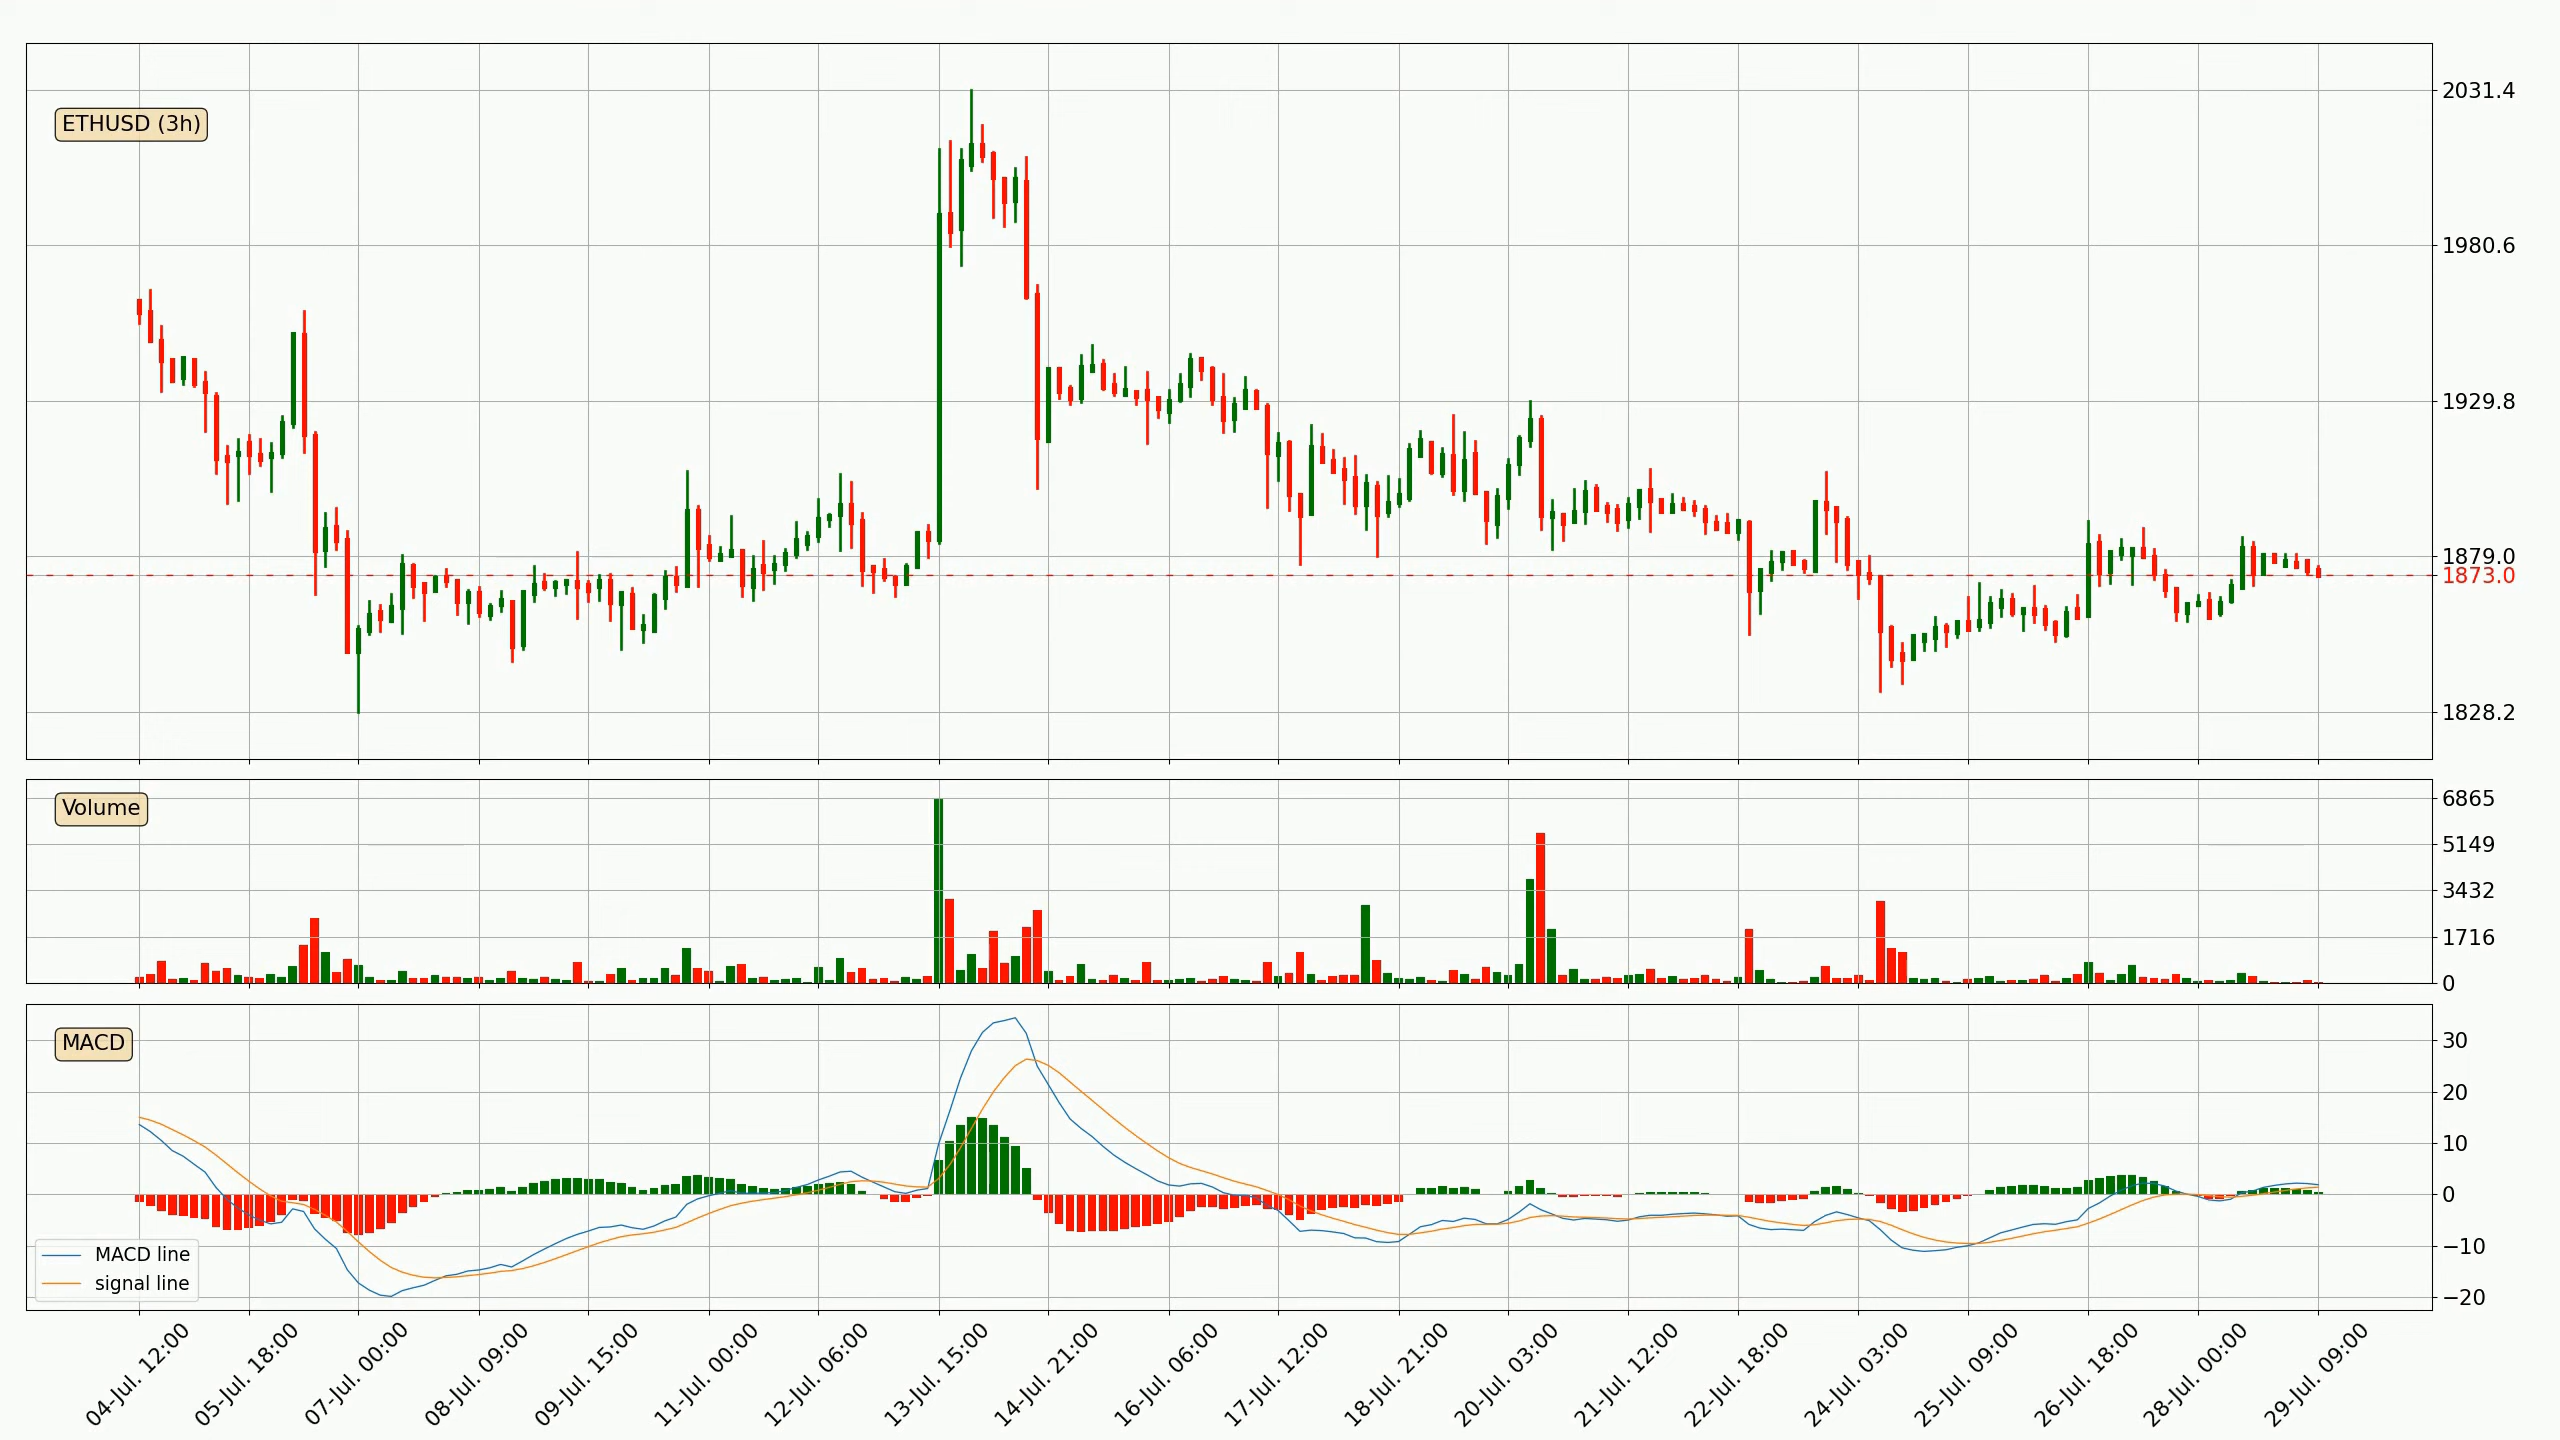 ETHUSD (3h)
2031.4
1980.6
1929.8
1879.0
1873.0
1828.2
Volume
6865
5149
3432
1716
0
MACD
30
20
10
0
−10
−20
MACD line
signal line
04-Jul. 12:00
05-Jul. 18:00
07-Jul. 00:00
08-Jul. 09:00
09-Jul. 15:00
11-Jul. 00:00
12-Jul. 06:00
13-Jul. 15:00
14-Jul. 21:00
16-Jul. 06:00
17-Jul. 12:00
18-Jul. 21:00
20-Jul. 03:00
21-Jul. 12:00
22-Jul. 18:00
24-Jul. 03:00
25-Jul. 09:00
26-Jul. 18:00
28-Jul. 00:00
29-Jul. 09:00